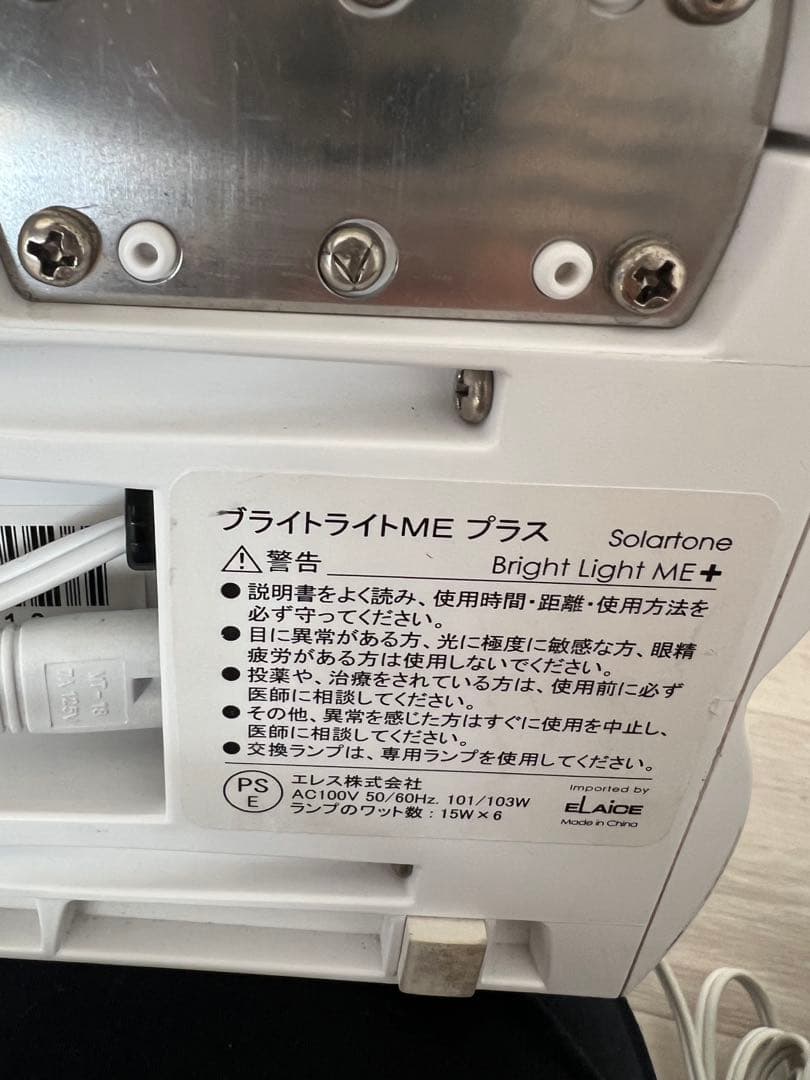 ブライトライトME プラス
Solartone
⚠警告
Bright Light ME+
●説明書をよく読み、使用時間・距離・使用方法を
必ず守ってください。
●目に異常がある方、光に極度に敏感な方、眼精
疲労がある方は使用しないでください。
●投薬や、治療をされている方は、使用前に必ず
医師に相談してください。
●その他、異常を感じた方はすぐに使用を中止し、
医師に相談してください。
●交換ランプは、専用ランプを使用してください。
PS
E
エレス株式会社
AC100V 50/60Hz. 101/103W
ランプのワット数：15W×6
Imported by
ELAiCE
Made in China
7A 125V